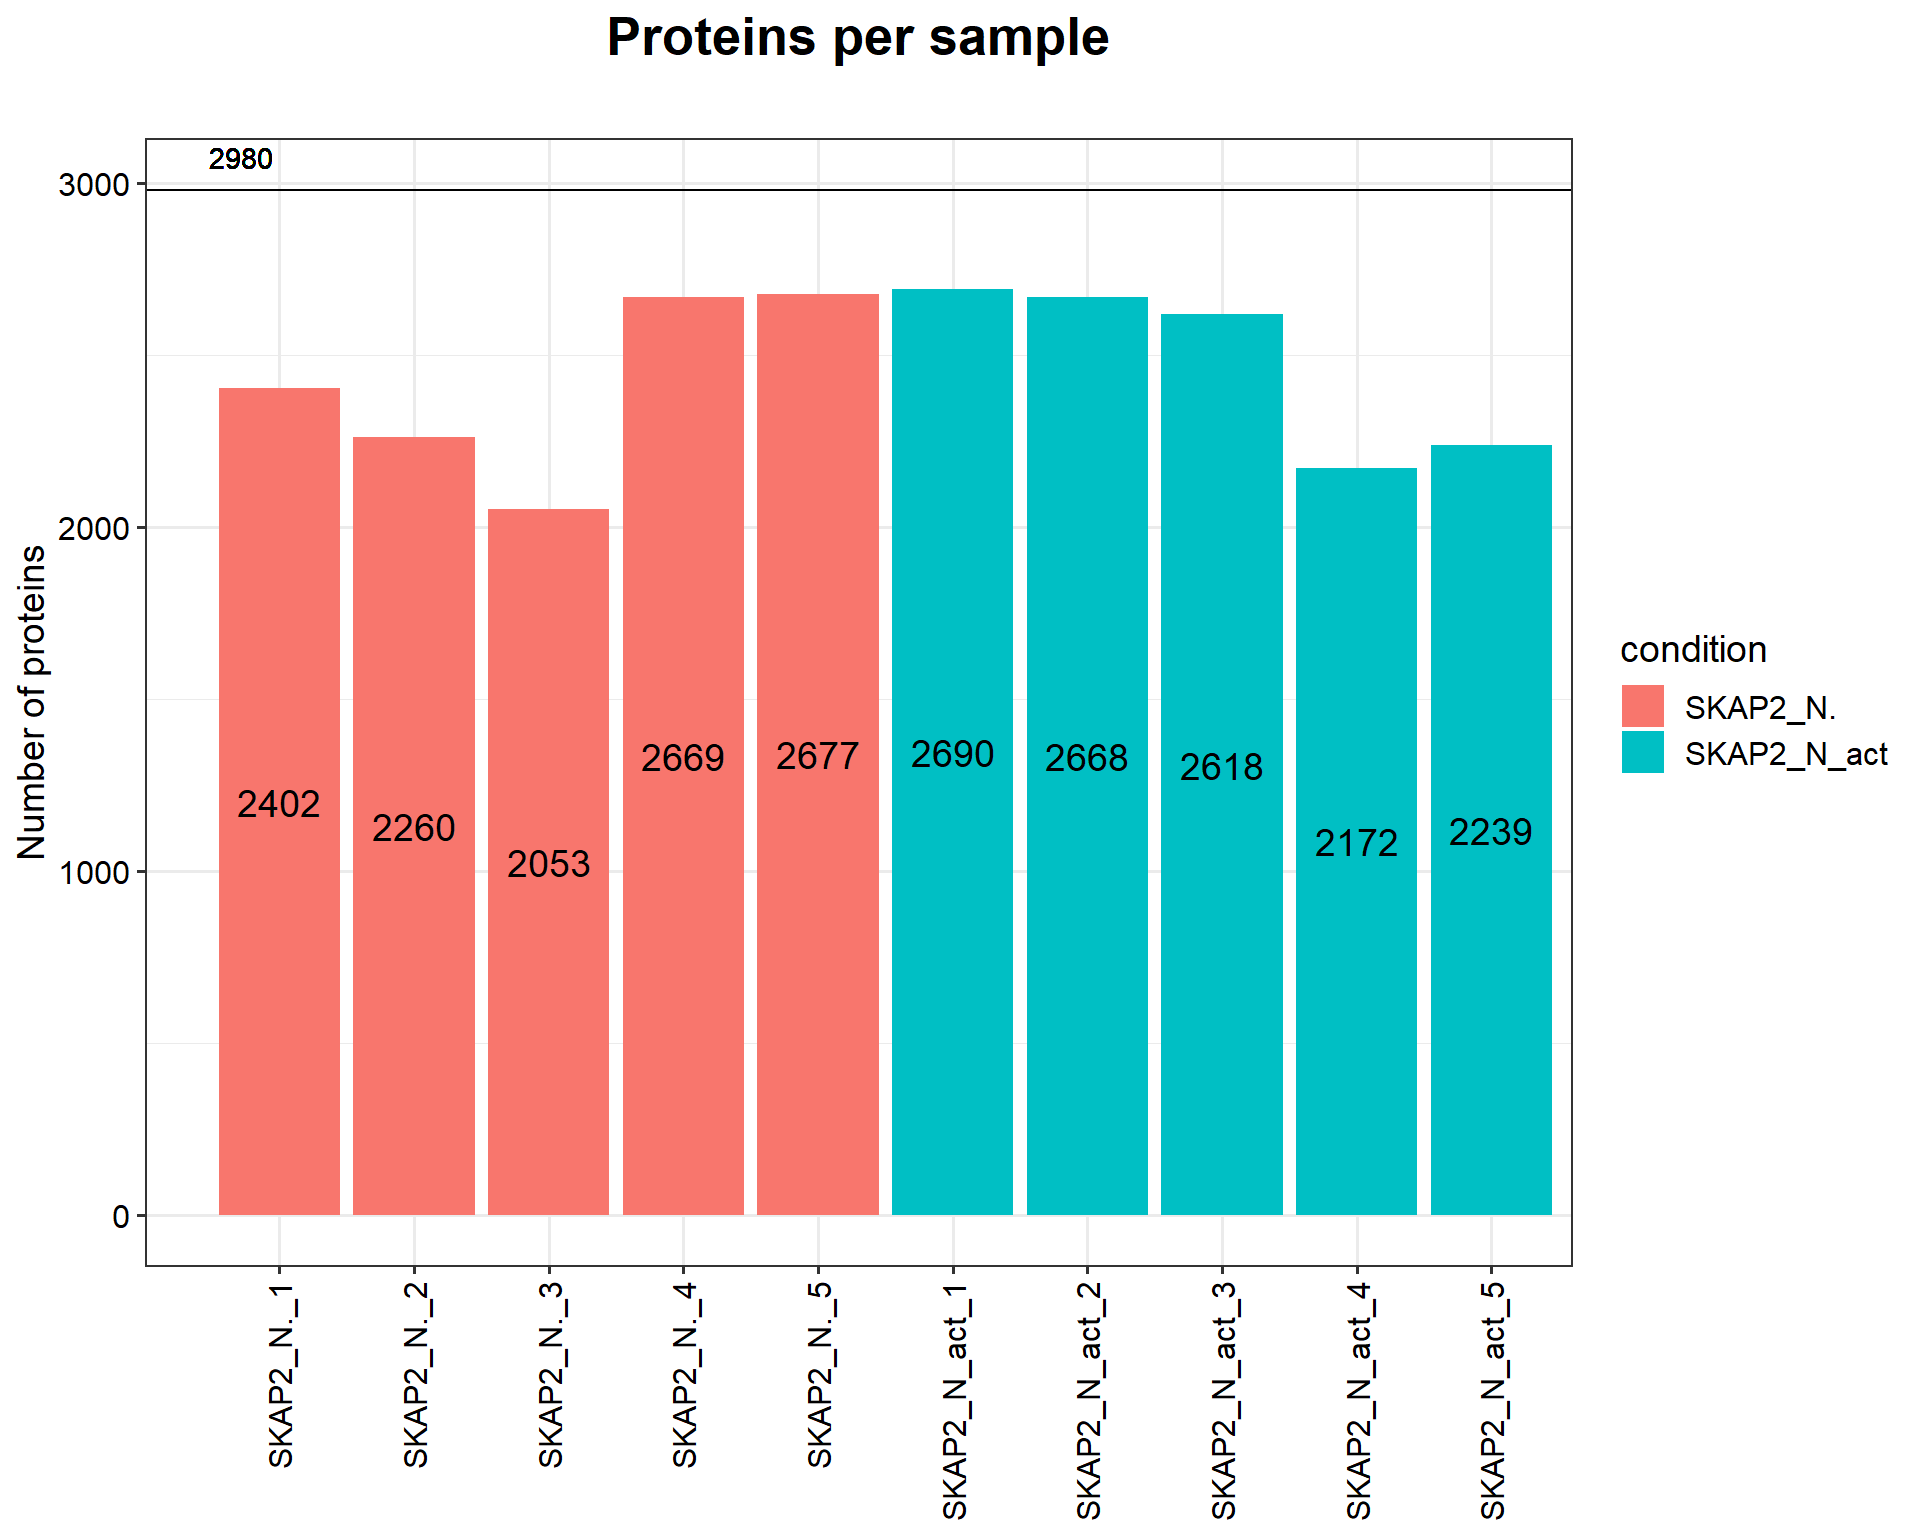 Proteins per sample
2980
3000
2000
1000
0
Number of proteins
2402
2260
2053
2669
2677
2690
2668
2618
2172
2239
SKAP2_N._1
SKAP2_N._2
SKAP2_N._3
SKAP2_N._4
SKAP2_N._5
SKAP2_N_act_1
SKAP2_N_act_2
SKAP2_N_act_3
SKAP2_N_act_4
SKAP2_N_act_5
condition
SKAP2_N.
SKAP2_N_act